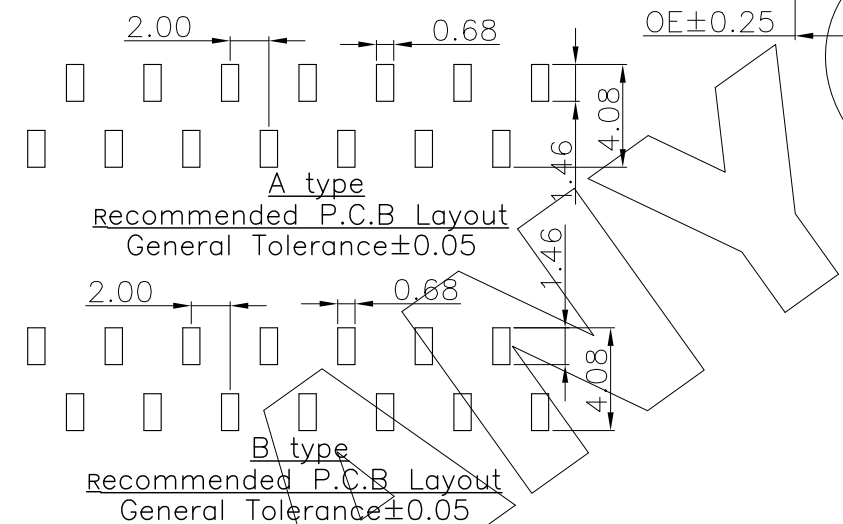 2.00
0.68
OE±0.25
4.08
1.46
A type
Recommended P.C.B Layout
General Tolerance±0.05
1.46
2.00
0.68
4.08
B type
Recommended P.C.B Layout
General Tolerance±0.05